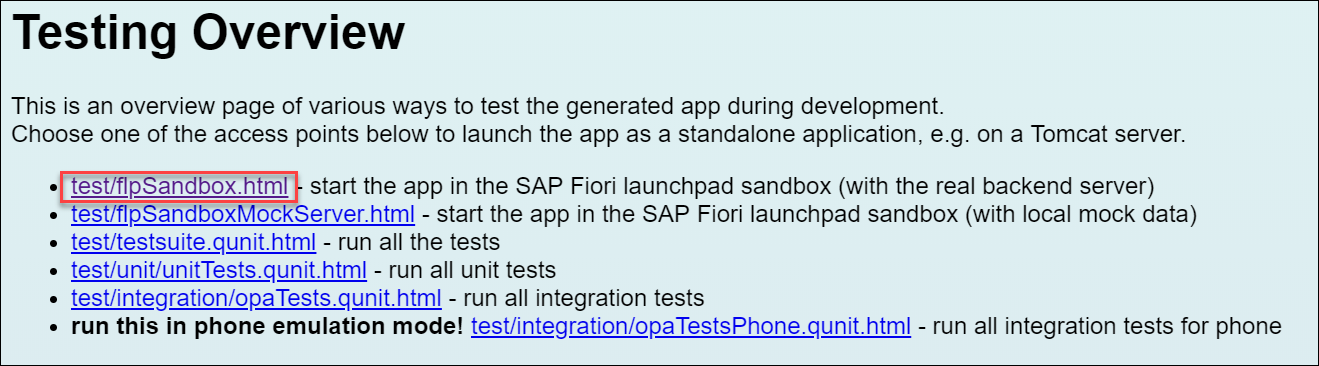 Testing Overview
This is an overview page of various ways to test the generated app during development.
Choose one of the access points below to launch the app as a standalone application, e.g. on a Tomcat server.
• test/flpSandbox.html - start the app in the SAP Fiori launchpad sandbox (with the real backend server)
• test/flpSandboxMockServer.html - start the app in the SAP Fiori launchpad sandbox (with local mock data)
• test/testsuite.qunit.html - run all the tests
• test/unit/unitTests.qunit.html - run all unit tests
• test/integration/opaTests.qunit.html - run all integration tests
• run this in phone emulation mode! test/integration/opaTestsPhone.qunit.html - run all integration tests for phone